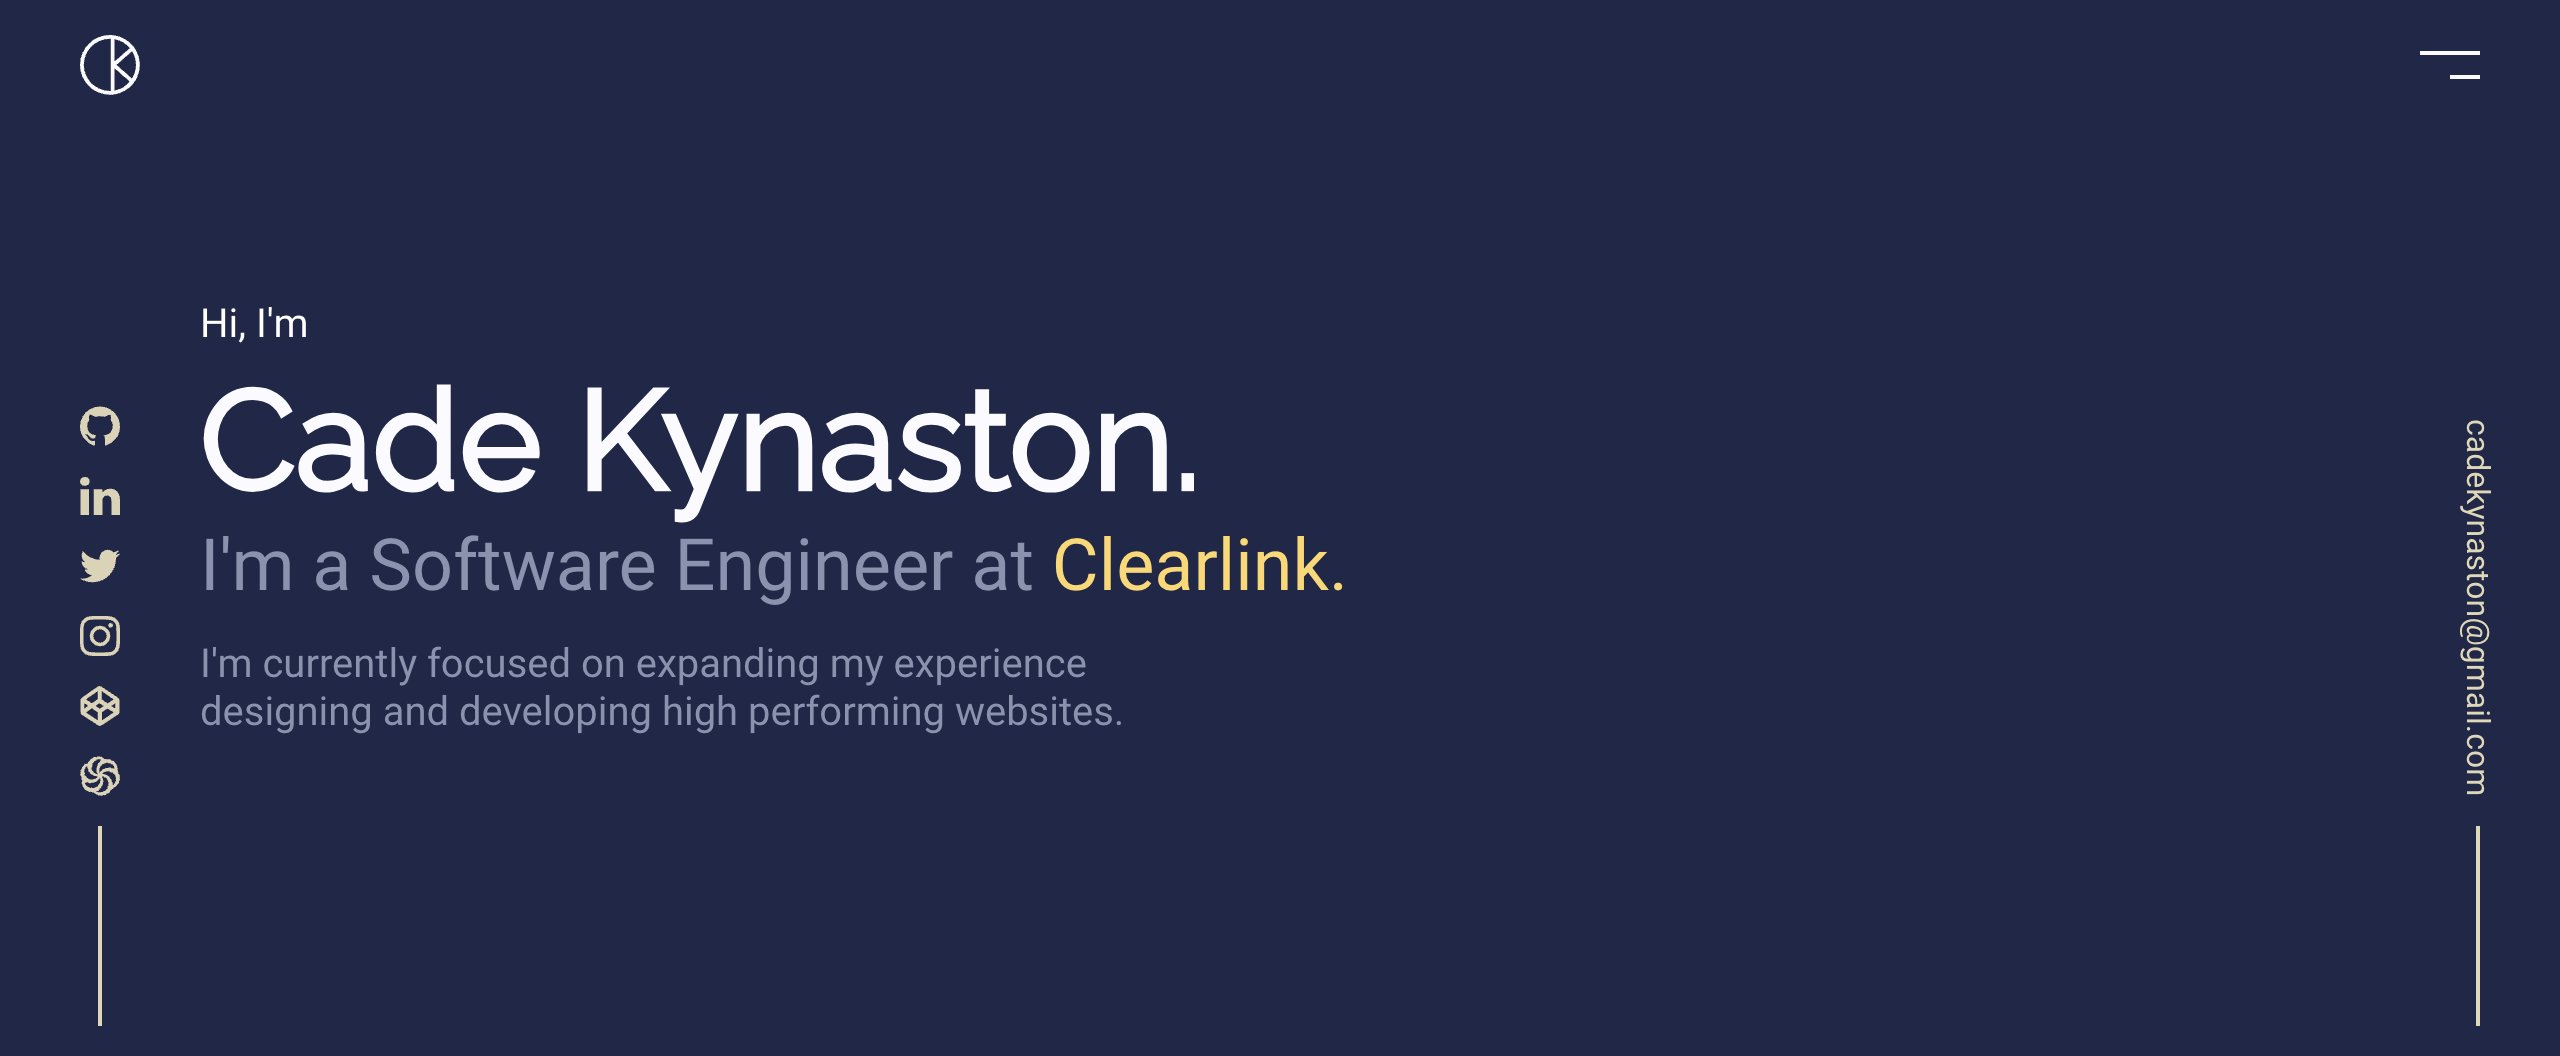 Hi, I'm
Cade Kynaston.
I'm a Software Engineer at Clearlink.
I'm currently focused on expanding my experience
designing and developing high performing websites.
cadekynaston@gmail.com